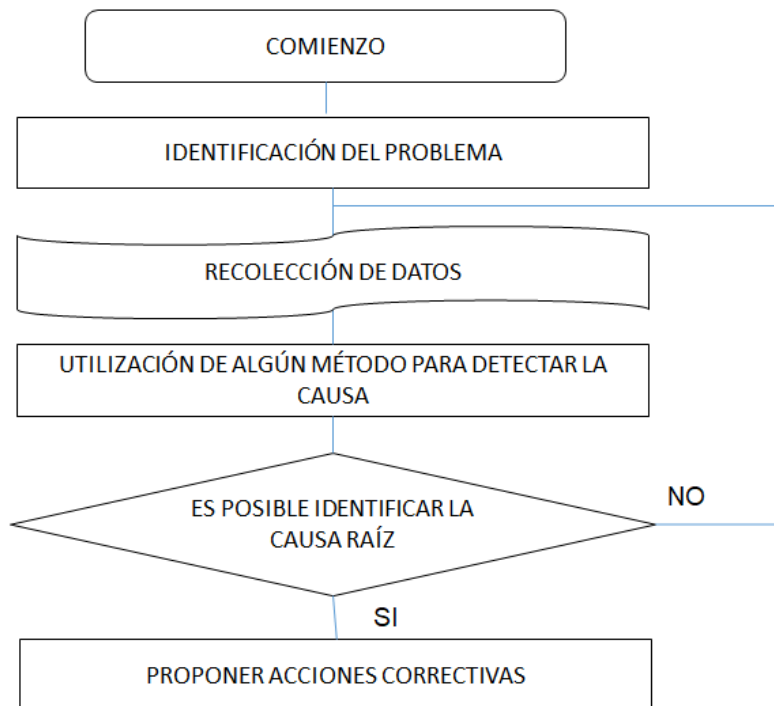 COMIENZO
IDENTIFICACIÓN DEL PROBLEMA
RECOLECCIÓN DE DATOS
UTILIZACIÓN DE ALGÚN MÉTODO PARA DETECTAR LA
CAUSA
ES POSIBLE IDENTIFICAR LA
CAUSA RAÍZ
NO
SI
PROPONER ACCIONES CORRECTIVAS